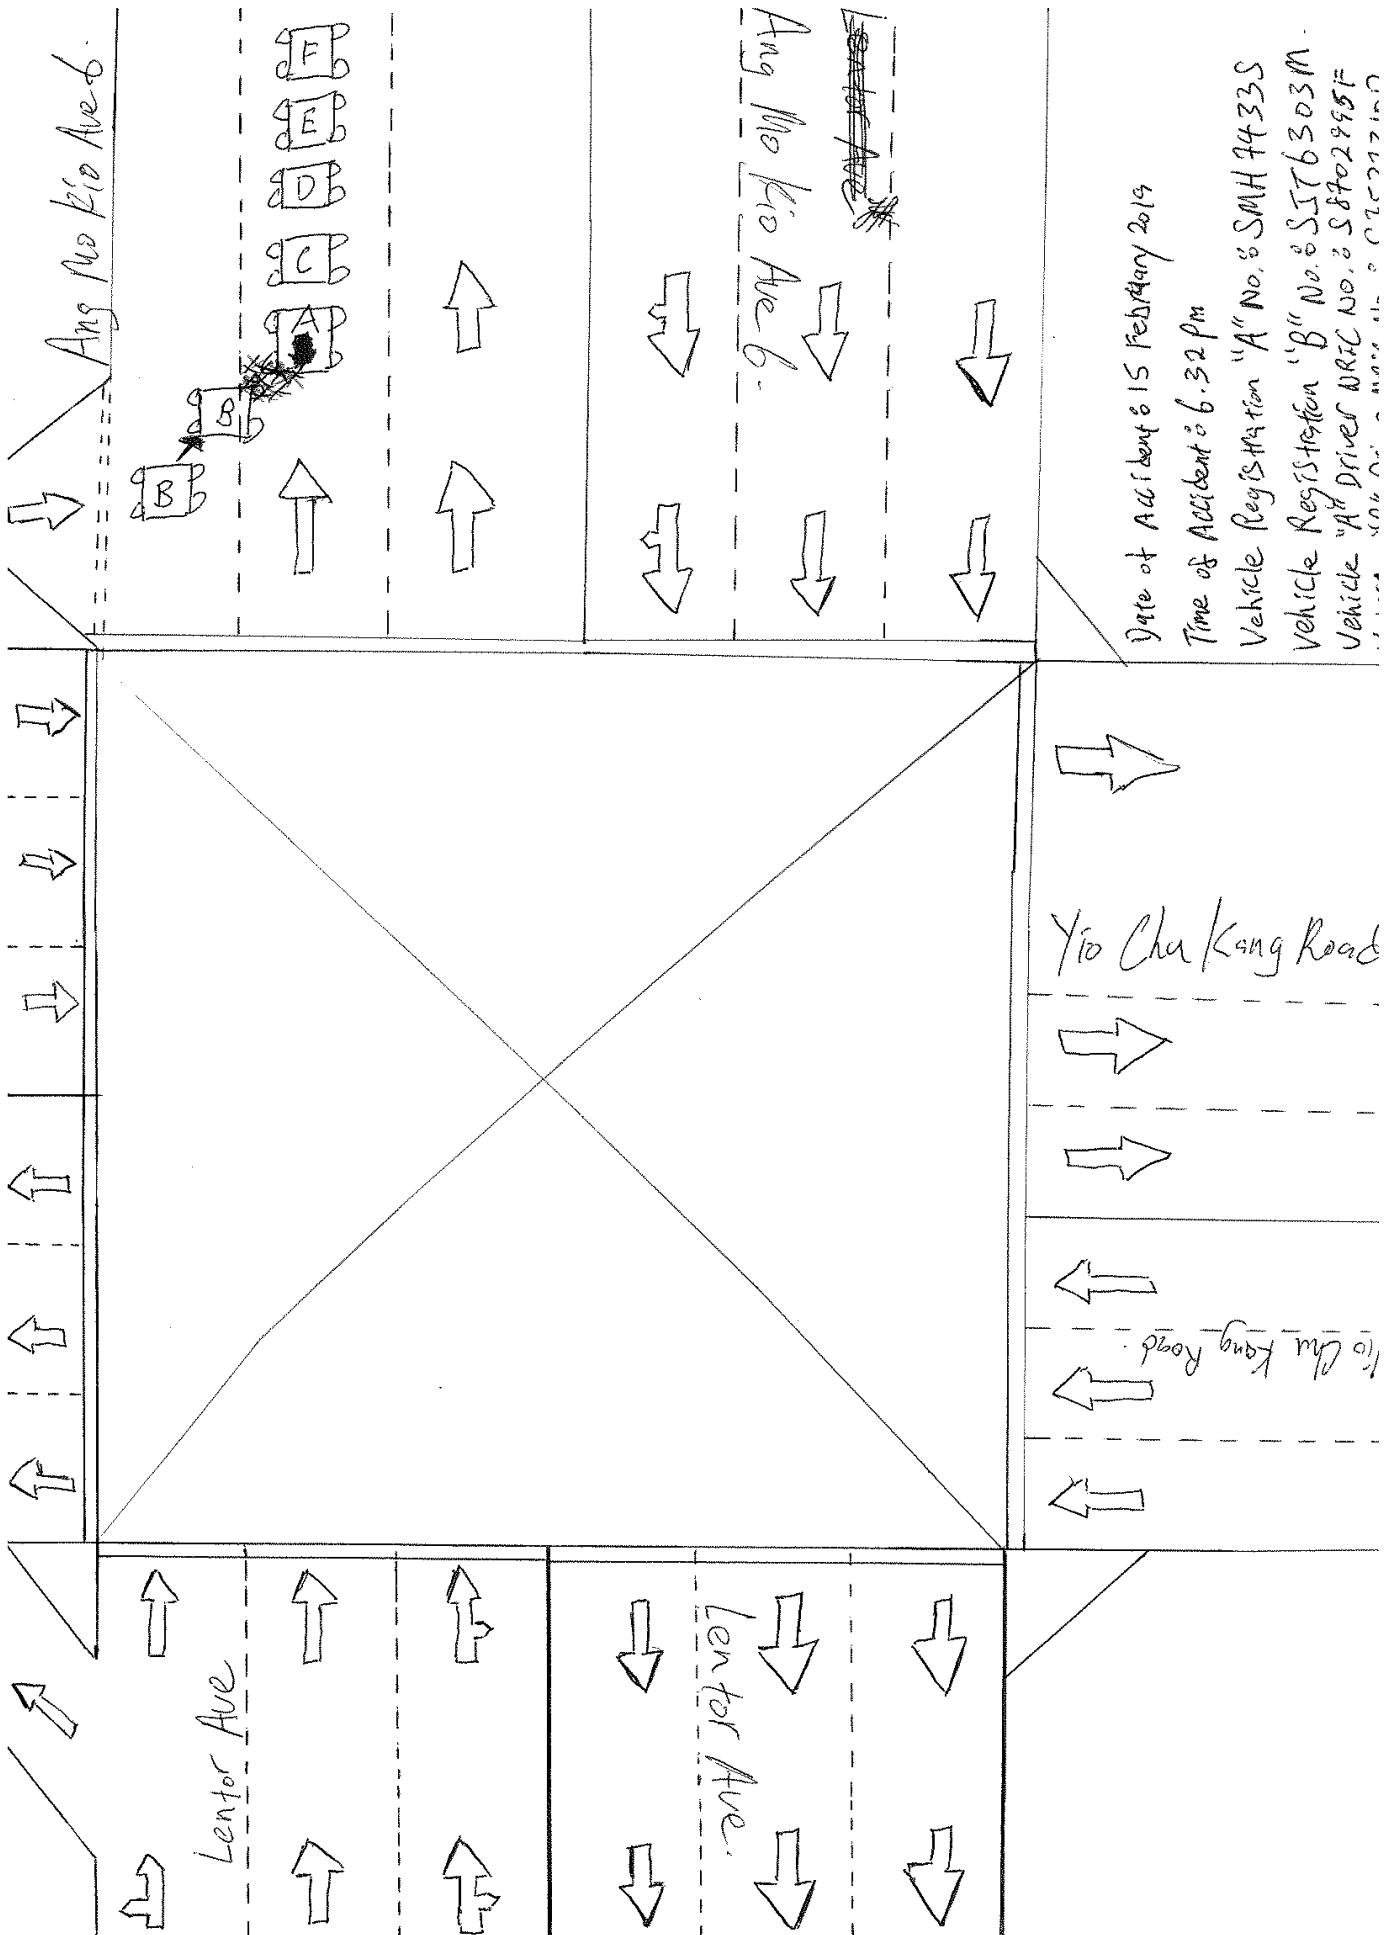 Ang Mo Kio Ave 6.
F
E
D
C
A
B
B
Ang Mo Kio Ave 6.
Date of Accident: 15 February 2019
Time of Accident: 6.32pm
Vehicle Registration "A" No.: SMH7433S
Vehicle Registration "B" No.: SJT6303M.
Vehicle "A" Driver NRIC No.: S8702995F
Yio Chu Kang Road
Chu Kang Road.
Lentor Ave
Lentor Ave.